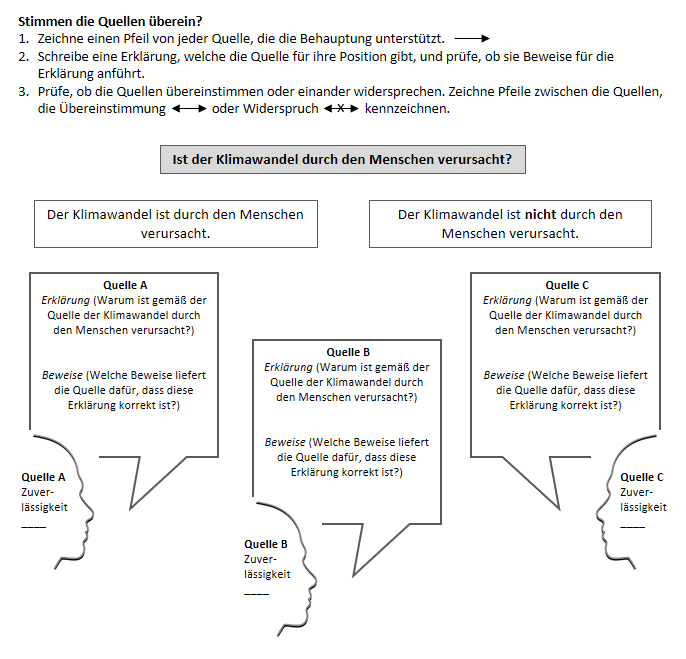 Stimmen die Quellen überein?
1. Zeichne einen Pfeil von jeder Quelle, die die Behauptung unterstützt.
2. Schreibe eine Erklärung, welche die Quelle für ihre Position gibt, und prüfe, ob sie Beweise für die
Erklärung anführt.
3. Prüfe, ob die Quellen übereinstimmen oder einander widersprechen. Zeichne Pfeile zwischen die Quellen,
die Übereinstimmung oder Widerspruch x kennzeichnen.
Ist der Klimawandel durch den Menschen verursacht?
Der Klimawandel ist durch den Menschen
verursacht.
Der Klimawandel ist nicht durch den
Menschen verursacht.
Quelle A
Erklärung (Warum ist gemäß der
Quelle der Klimawandel durch
den Menschen verursacht?)
Beweise (Welche Beweise liefert
die Quelle dafür, dass diese
Erklärung korrekt ist?)
Quelle A
Zuver-
lässigkeit
____
Quelle B
Erklärung (Warum ist gemäß der
Quelle der Klimawandel durch
den Menschen verursacht?)
Beweise (Welche Beweise liefert
die Quelle dafür, dass diese
Erklärung korrekt ist?)
Quelle B
Zuver-
lässigkeit
____
Quelle C
Erklärung (Warum ist gemäß der
Quelle der Klimawandel durch
den Menschen verursacht?)
Beweise (Welche Beweise liefert
die Quelle dafür, dass diese
Erklärung korrekt ist?)
Quelle C
Zuver-
lässigkeit
____